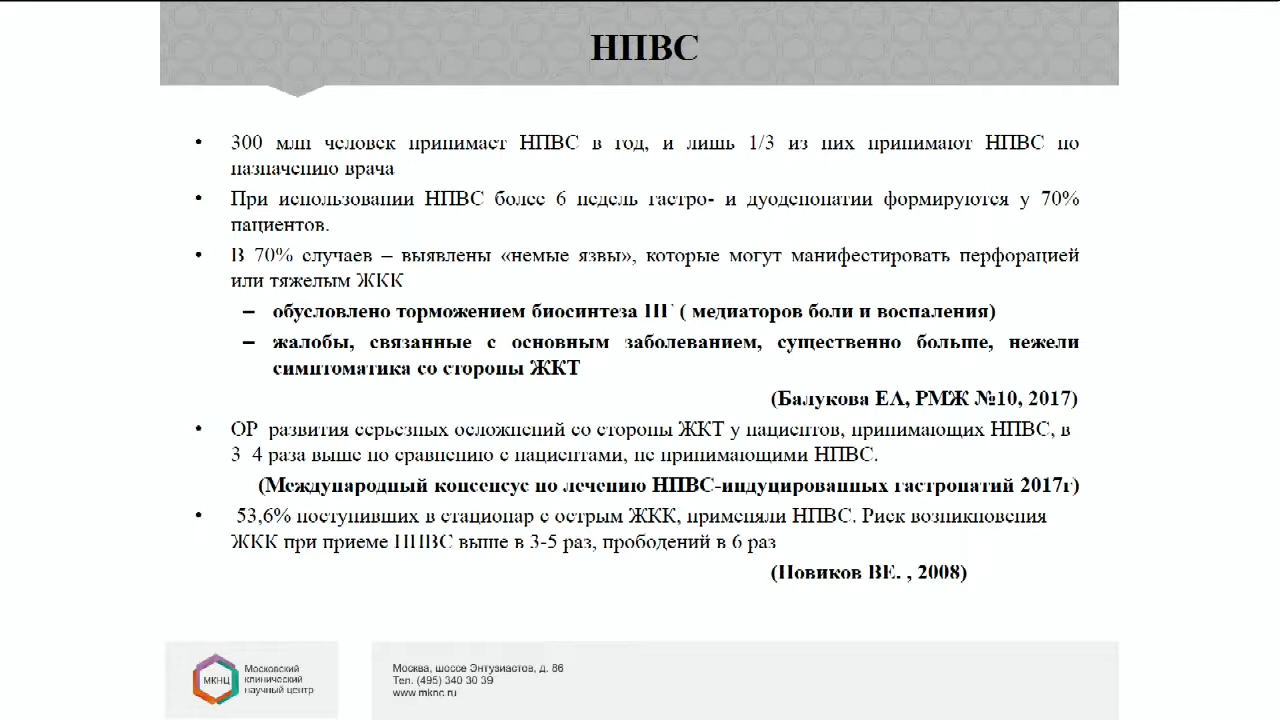 НПВС
• 300 млн человек принимает НПВС в год, и лишь 1/3 из них принимают НПВС по
назначению врача
• При использовании НПВС более 6 недель гастро- и дуоденопатии формируются у 70%
пациентов.
• В 70% случаев – выявлены «немые язвы», которые могут манифестировать перфорацией
или тяжелым ЖКК
– обусловлено торможением биосинтеза ПГ ( медиаторов боли и воспаления)
– жалобы, связанные с основным заболеванием, существенно больше, нежели
симптоматика со стороны ЖКТ
(Балукова ЕА, РМЖ №10, 2017)
• ОР развития серьезных осложнений со стороны ЖКТ у пациентов, принимающих НПВС, в
3–4 раза выше по сравнению с пациентами, не принимающими НПВС.
(Международный консенсус по лечению НПВС-индуцированных гастропатий 2017г)
• 53,6% поступивших в стационар с острым ЖКК, применяли НПВС. Риск возникновения
ЖКК при приеме НПВС выше в 3-5 раз, прободений в 6 раз
(Новиков ВЕ. , 2008)
МКНЦ
Московский
клинический
научный центр
Москва, шоссе Энтузиастов, д. 86
Тел. (495) 340 30 39
www.mknc.ru